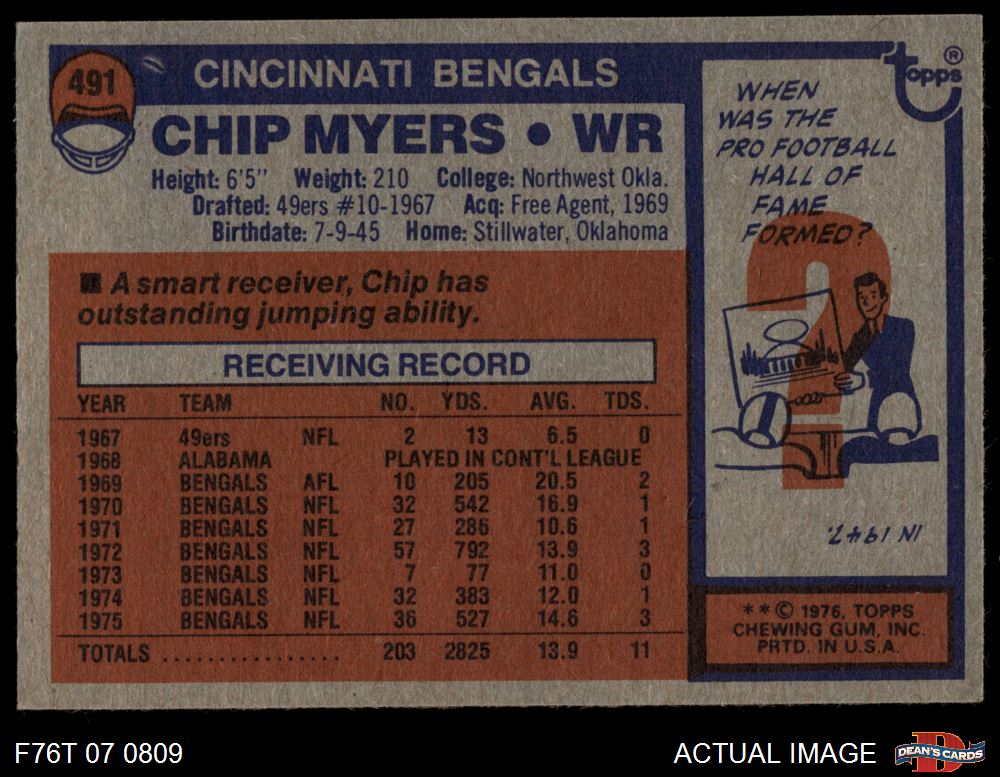 491
CINCINNATI BENGALS
CHIP MYERS • WR
Height: 6'5" Weight: 210 College: Northwest Okla.
Drafted: 49ers #10-1967 Acq: Free Agent, 1969
Birthdate: 7-9-45 Home: Stillwater, Oklahoma
■ A smart receiver, Chip has
outstanding jumping ability.
RECEIVING RECORD
YEAR TEAM NO. YDS. AVG. TDS.
1967 49ers NFL 2 13 6.5 0
1968 ALABAMA PLAYED IN CONT'L LEAGUE
1969 BENGALS AFL 10 205 20.5 2
1970 BENGALS NFL 32 542 16.9 1
1971 BENGALS NFL 27 286 10.6 1
1972 BENGALS NFL 57 792 13.9 3
1973 BENGALS NFL 7 77 11.0 0
1974 BENGALS NFL 32 383 12.0 1
1975 BENGALS NFL 36 527 14.6 3
TOTALS ................. 203 2825 13.9 11
topps®
WHEN
WAS THE
PRO FOOTBALL
HALL OF
FAME
FORMED?
?
IN 1947.
**© 1976, TOPPS
CHEWING GUM, INC.
PRTD. IN U.S.A.
F76T 07 0809
ACTUAL IMAGE
DEAN'S CARDS